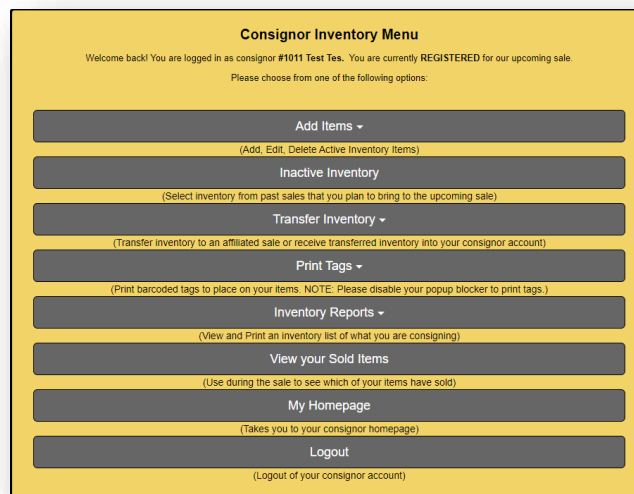 Consignor Inventory Menu
Welcome back! You are logged in as consignor #1011 Test Tes. You are currently REGISTERED for our upcoming sale.
Please choose from one of the following options:
Add Items
(Add, Edit, Delete Active Inventory Items)
Inactive Inventory
(Select inventory from past sales that you plan to bring to the upcoming sale)
Transfer Inventory
(Transfer inventory to an affiliated sale or receive transferred inventory into your consignor account)
Print Tags
(Print barcoded tags to place on your items. NOTE: Please disable your popup blocker to print tags.)
Inventory Reports
(View and Print an inventory list of what you are consigning)
View your Sold Items
(Use during the sale to see which of your items have sold)
My Homepage
(Takes you to your consignor homepage)
Logout
(Logout of your consignor account)